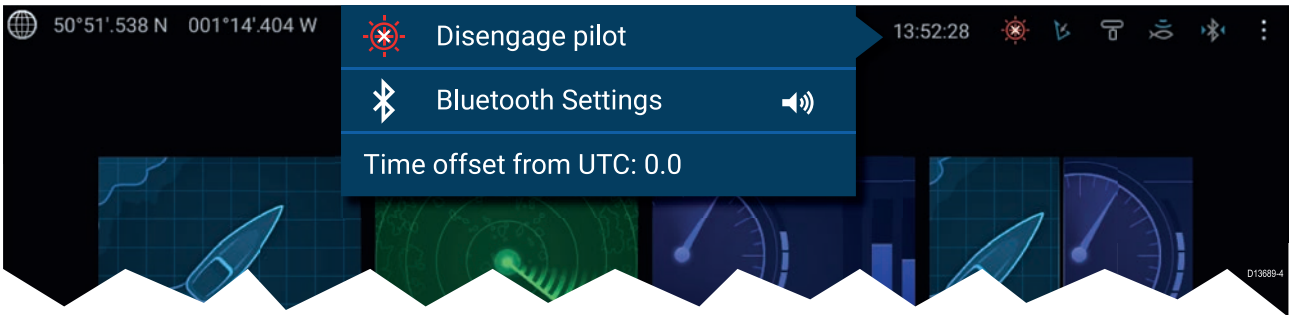 50°51'.538 N 001°14'.404 W
Disengage pilot
13:52:28
Bluetooth Settings
Time offset from UTC: 0.0
D13689-4